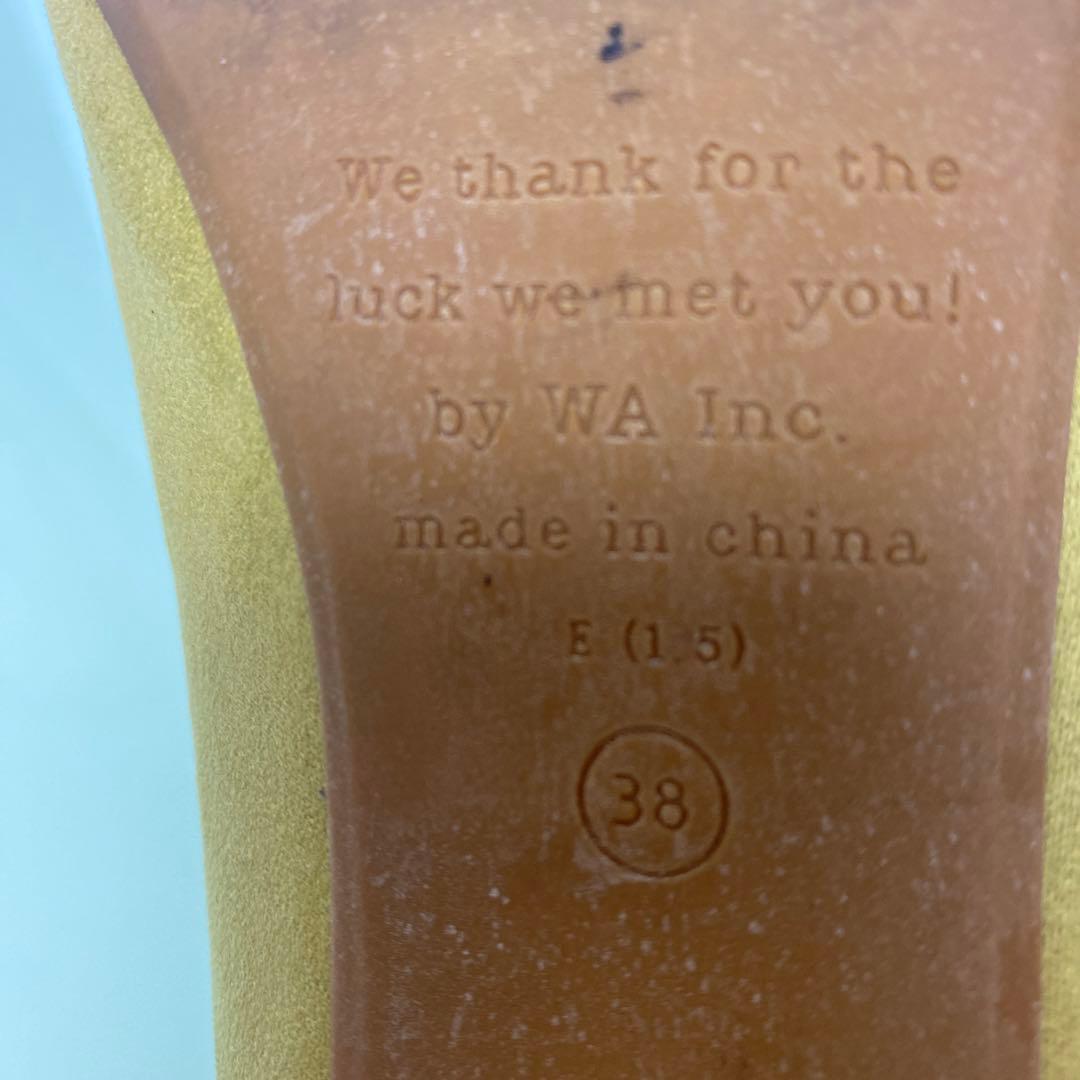 We thank for the
luck we met you!
by WA Inc.
made in china
E (1.5)
38